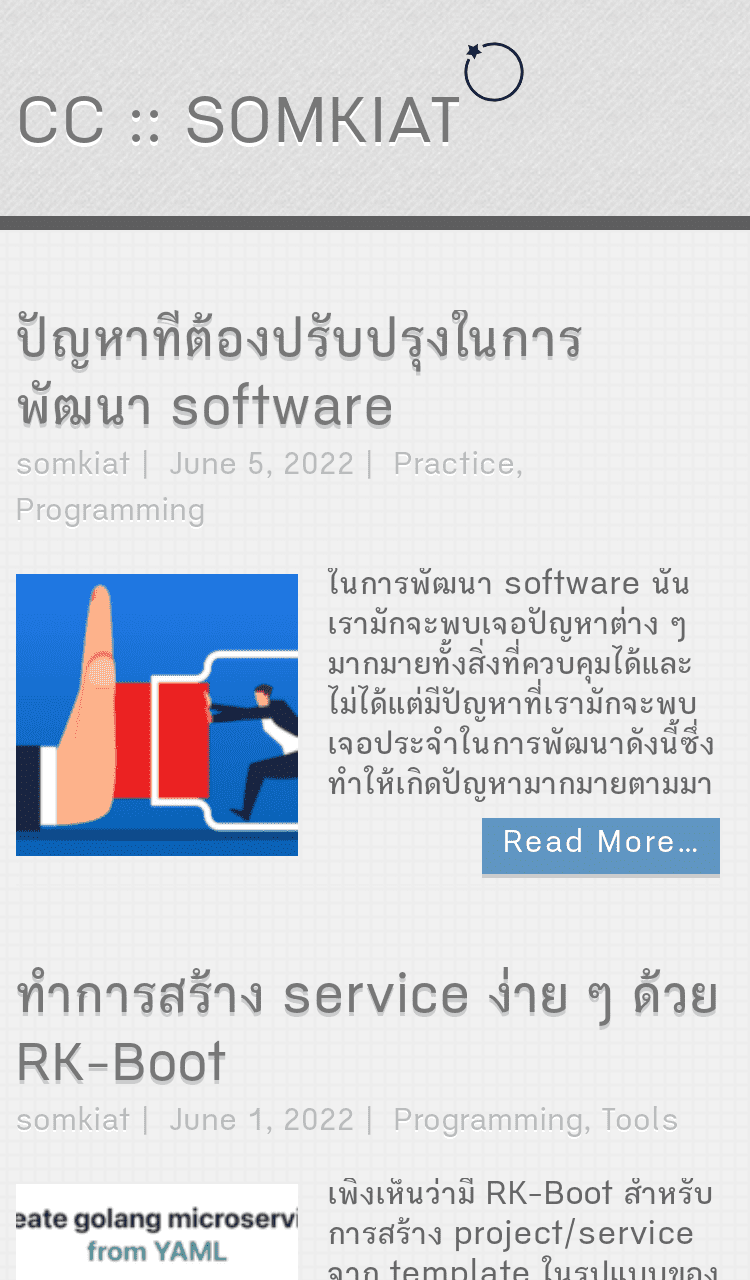 CC :: SOMKIAT
ปัญหาที่ต้องปรับปรุงในการ
พัฒนา software
somkiat | June 5, 2022 | Practice,
Programming
ในการพัฒนา software นั้น
เรามักจะพบเจอปัญหาต่าง ๆ
มากมายทั้งสิ่งที่ควบคุมได้และ
ไม่ได้แต่มีปัญหาที่เรามักจะพบ
เจอประจำในการพัฒนาดังนี้ซึ่ง
ทำให้เกิดปัญหามากมายตามมา
Read More...
ทำการสร้าง service ง่าย ๆ ด้วย
RK-Boot
somkiat | June 1, 2022 | Programming, Tools
eate golang microservi
from YAML
เพิ่งเห็นว่ามี RK-Boot สำหรับ
การสร้าง project/service
จาก template ในรูปแบบของ